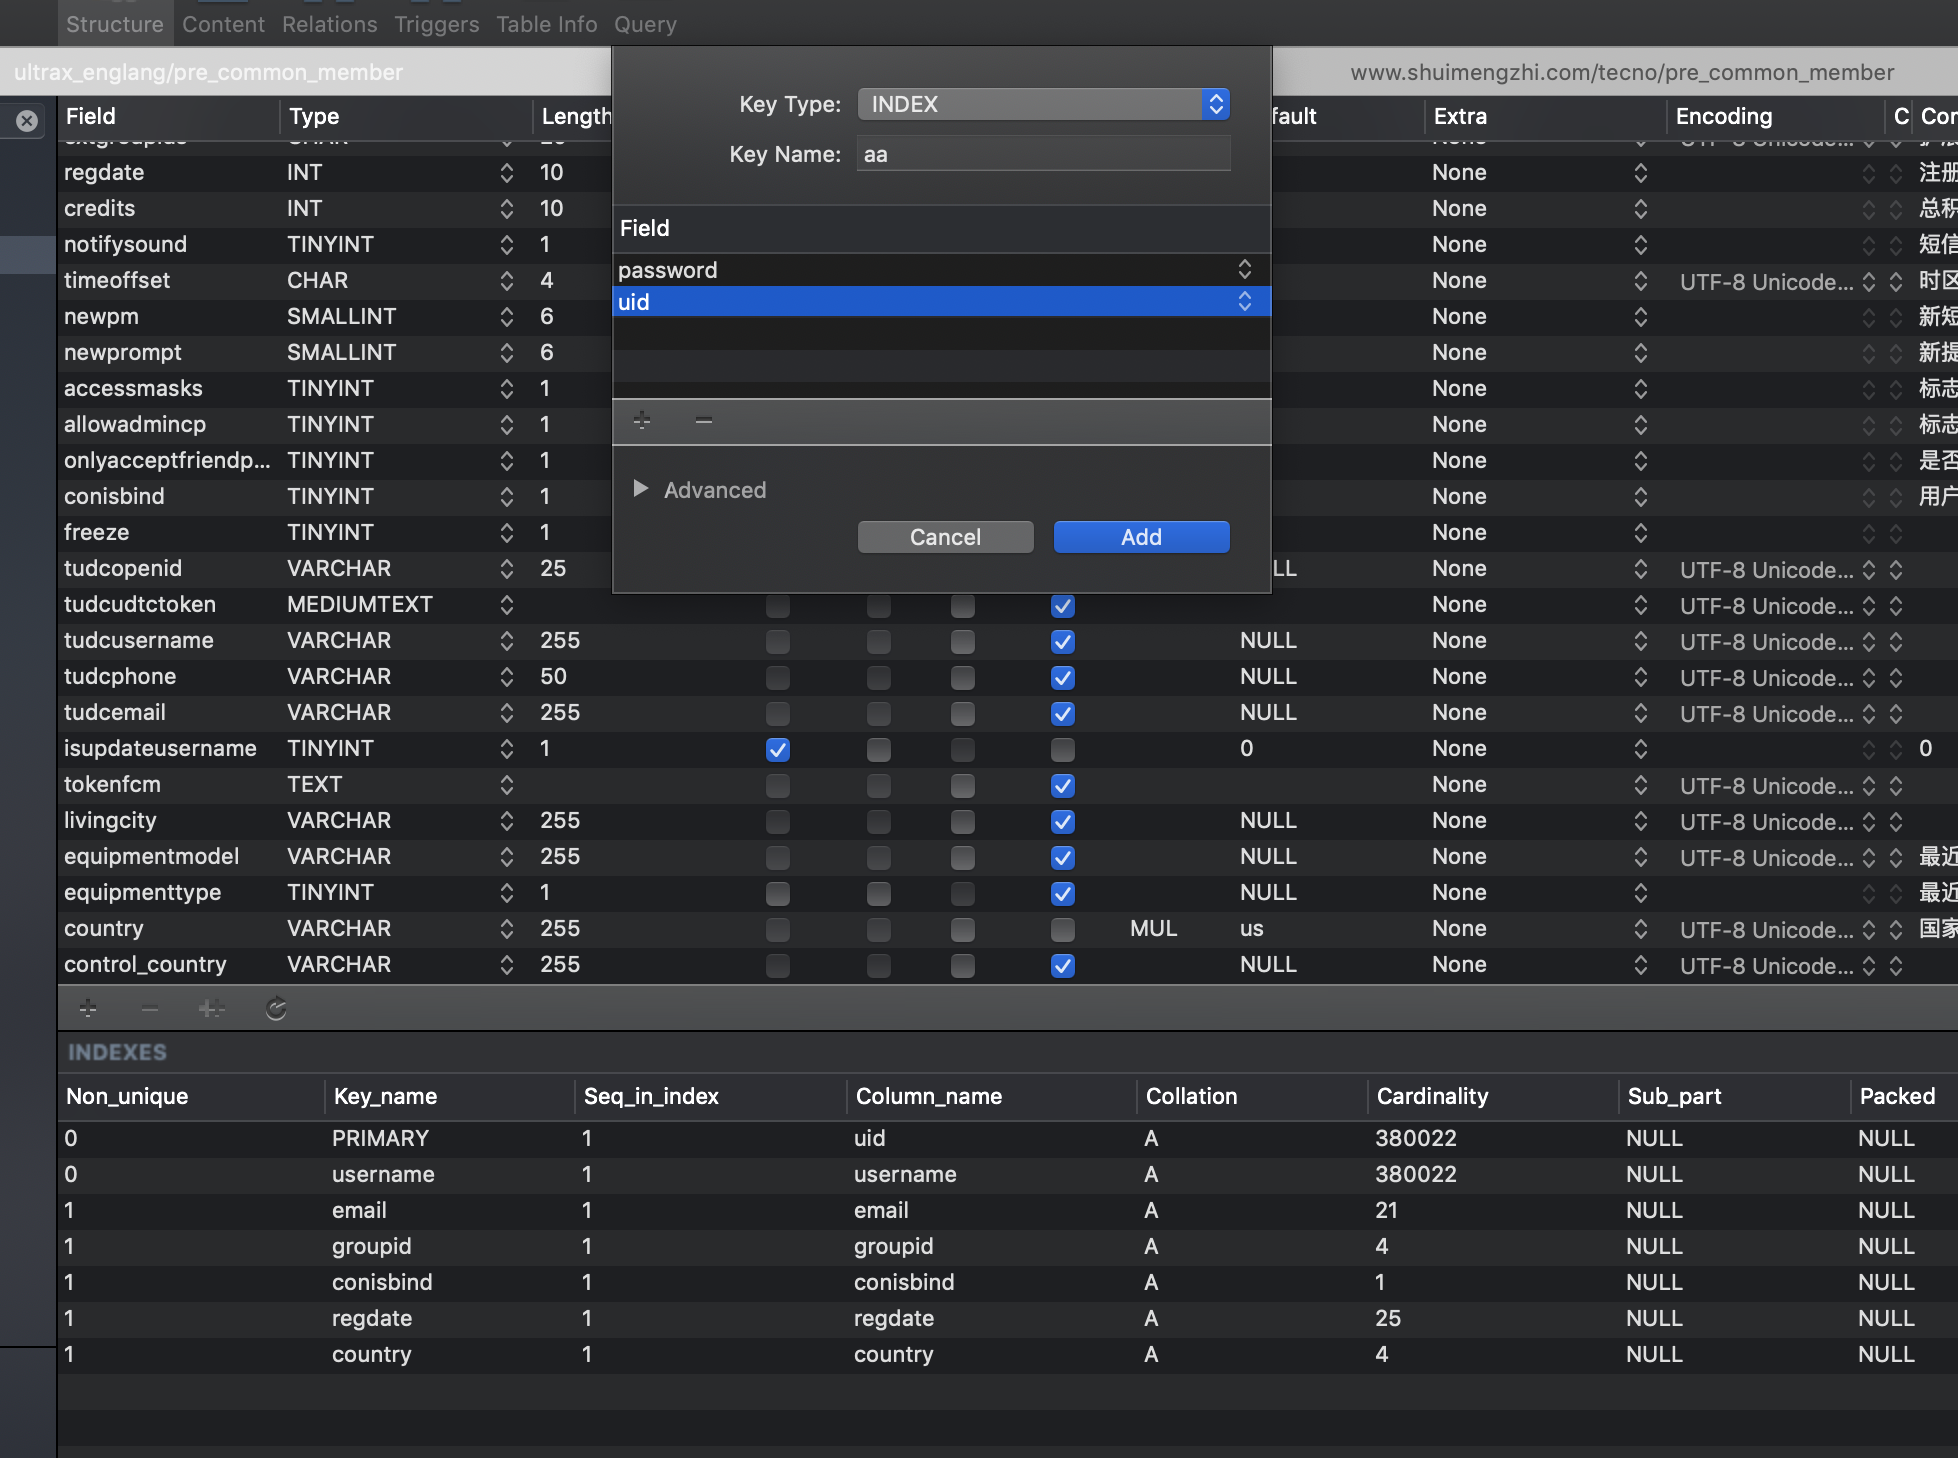 Structure Content Relations Triggers Table Info Query
ultrax_englang/pre_common_member
www.shuimengzhi.com/tecno/pre_common_member
Key Type: INDEX
Key Name: aa
Field
password
uid
Advanced
Cancel Add
Field Type Length fault Extra Encoding C Con
regdate INT 10 None 注册
credits INT 10 None 总积
notifysound TINYINT 1 None 短信
timeoffset CHAR 4 None UTF-8 Unicode... 时区
newpm SMALLINT 6 None 新短
newprompt SMALLINT 6 None 新提
accessmasks TINYINT 1 None 标志
allowadmincp TINYINT 1 None 标志
onlyacceptfriendp... TINYINT 1 None 是否
conisbind TINYINT 1 None 用户
freeze TINYINT 1 None
tudcopenid VARCHAR 25 LL None UTF-8 Unicode...
tudcudtctoken MEDIUMTEXT None UTF-8 Unicode...
tudcusername VARCHAR 255 NULL None UTF-8 Unicode...
tudcphone VARCHAR 50 NULL None UTF-8 Unicode...
tudcemail VARCHAR 255 NULL None UTF-8 Unicode...
isupdateusername TINYINT 1 0 None 0
tokenfcm TEXT None UTF-8 Unicode...
livingcity VARCHAR 255 NULL None UTF-8 Unicode...
equipmentmodel VARCHAR 255 NULL None UTF-8 Unicode... 最近
equipmenttype TINYINT 1 NULL None 最近
country VARCHAR 255 MUL us None UTF-8 Unicode... 国家
control_country VARCHAR 255 NULL None UTF-8 Unicode...
INDEXES
Non_unique Key_name Seq_in_index Column_name Collation Cardinality Sub_part Packed
0 PRIMARY 1 uid A 380022 NULL NULL
0 username 1 username A 380022 NULL NULL
1 email 1 email A 21 NULL NULL
1 groupid 1 groupid A 4 NULL NULL
1 conisbind 1 conisbind A 1 NULL NULL
1 regdate 1 regdate A 25 NULL NULL
1 country 1 country A 4 NULL NULL